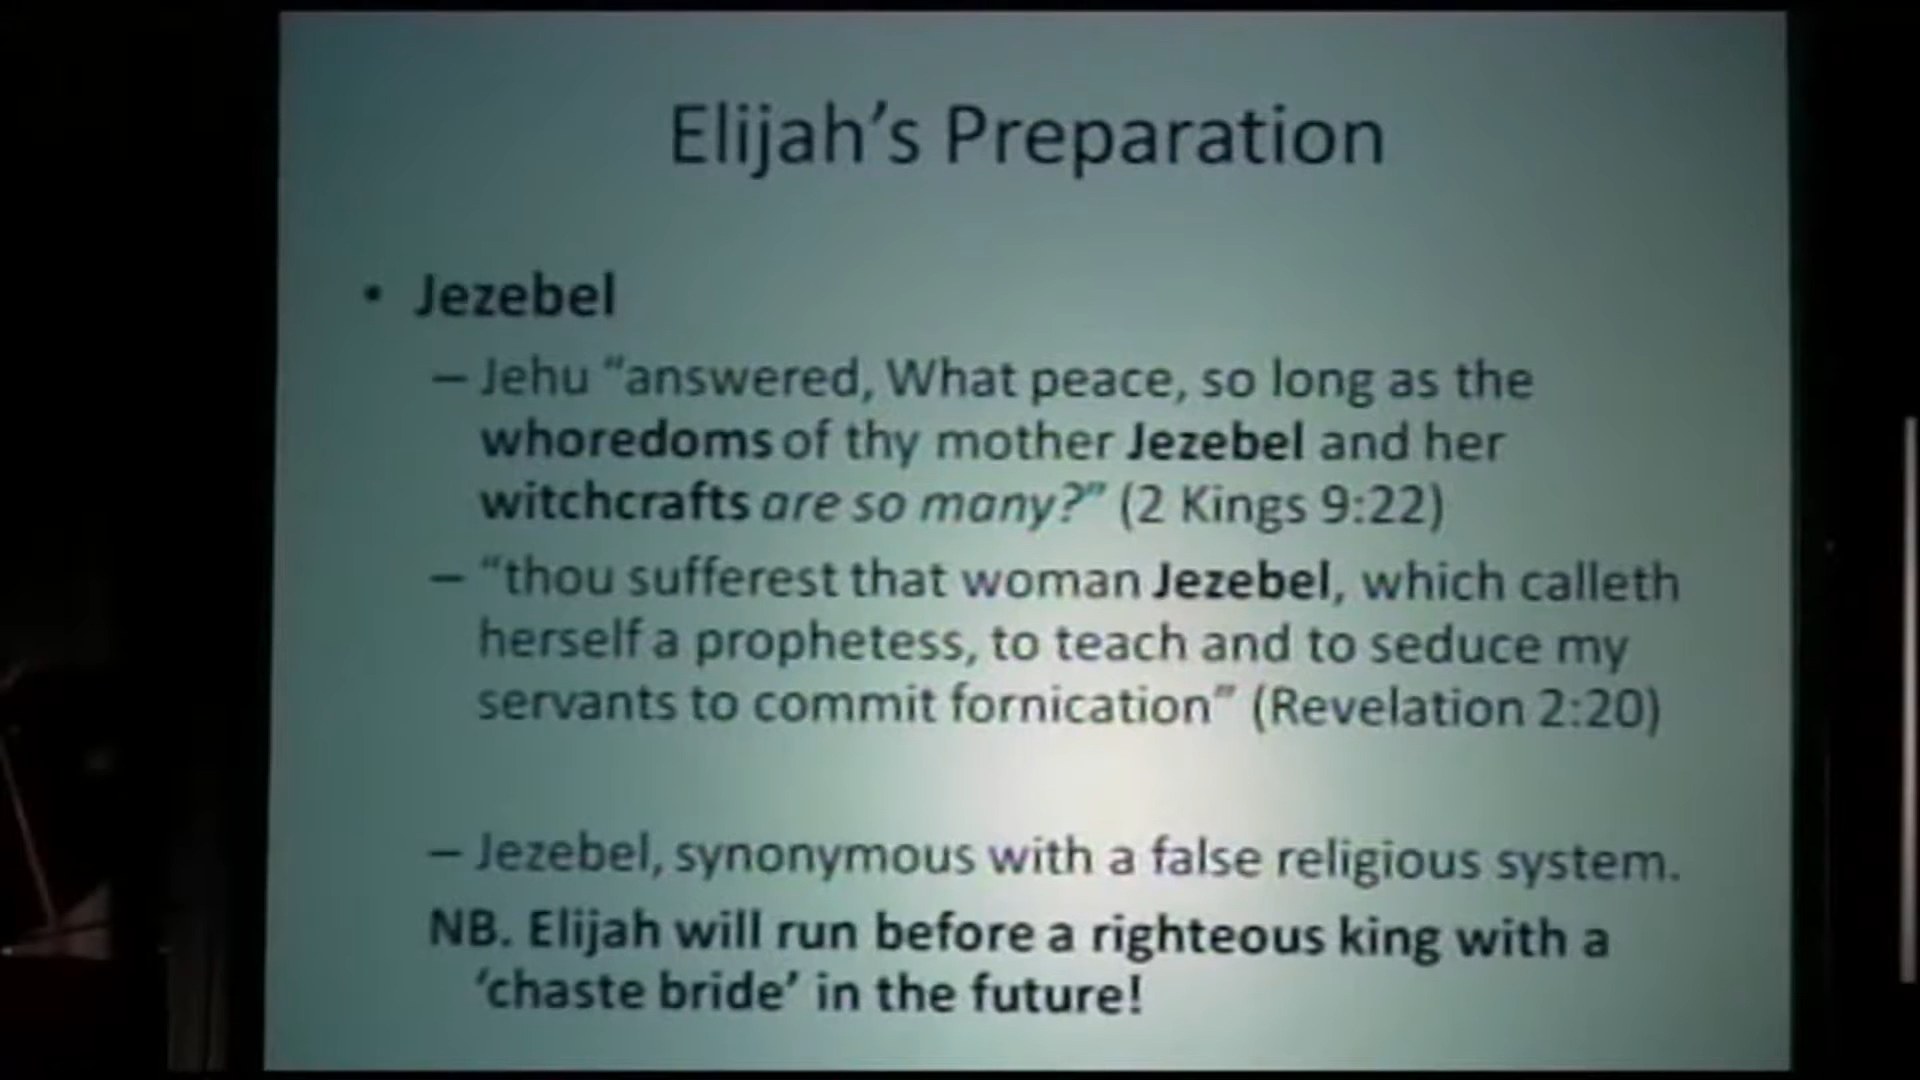 Elijah’s Preparation
• Jezebel
– Jehu “answered, What peace, so long as the
whoredoms of thy mother Jezebel and her
witchcrafts are so many?” (2 Kings 9:22)
– “thou sufferest that woman Jezebel, which calleth
herself a prophetess, to teach and to seduce my
servants to commit fornication” (Revelation 2:20)
– Jezebel, synonymous with a false religious system.
NB. Elijah will run before a righteous king with a
‘chaste bride’ in the future!